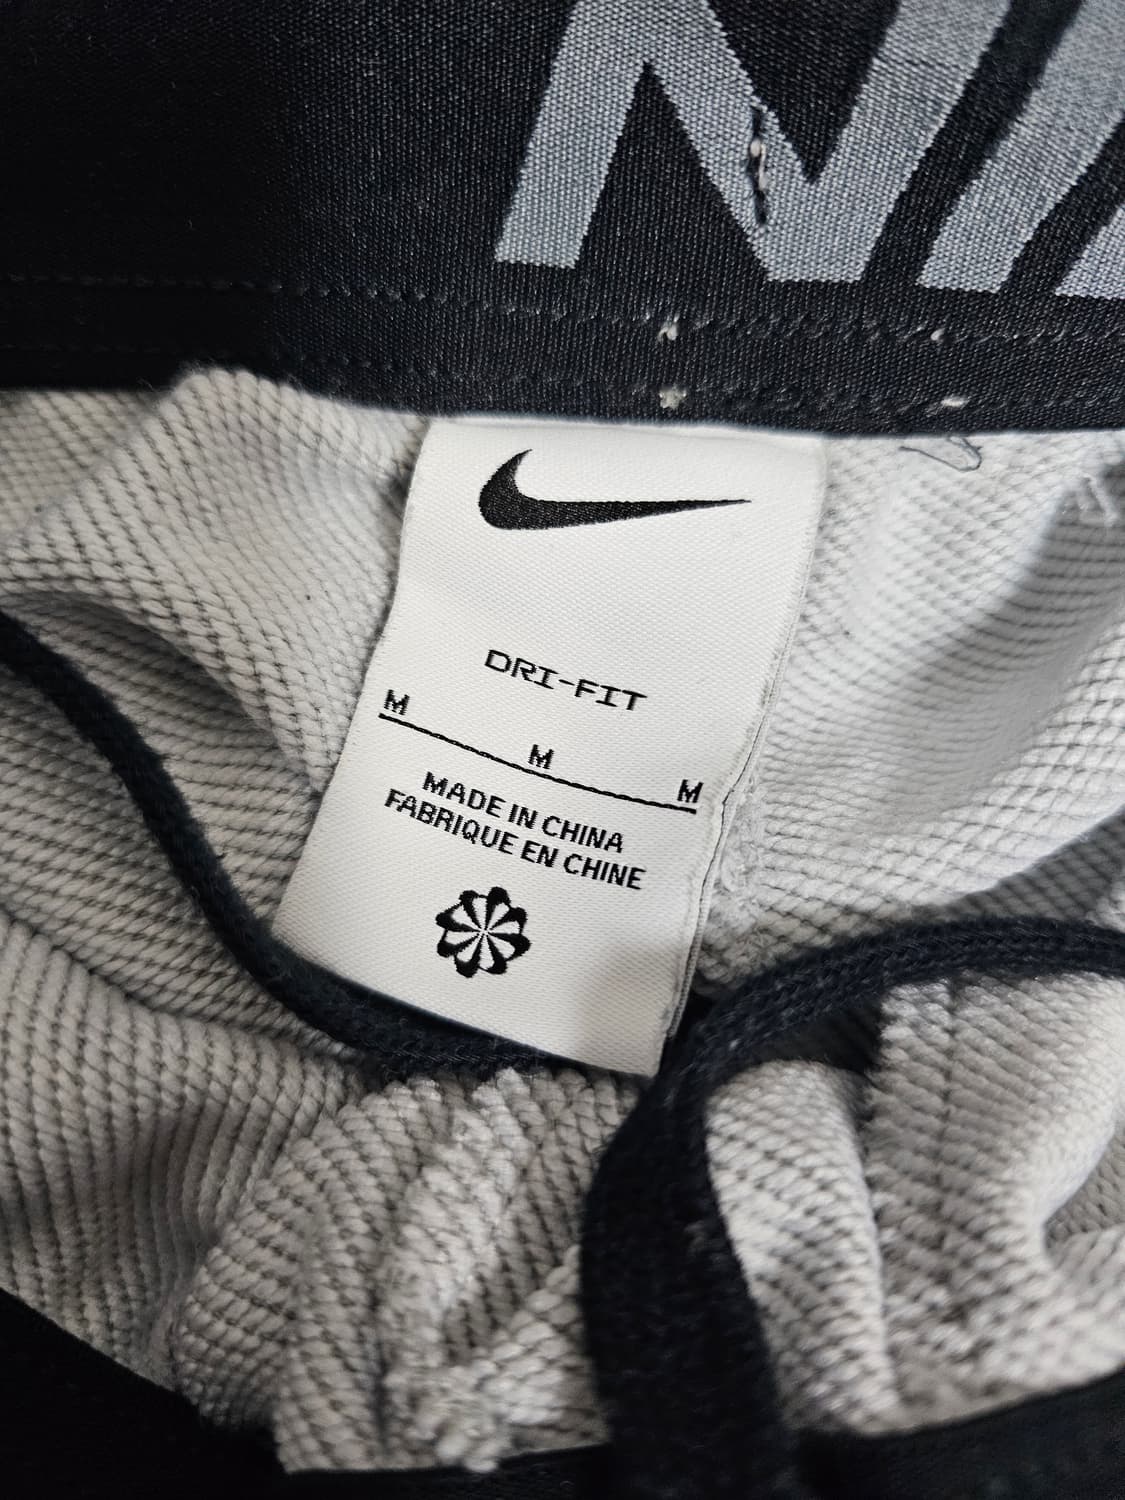 DRI-FIT
M
M
M
MADE IN CHINA
FABRIQUE EN CHINE